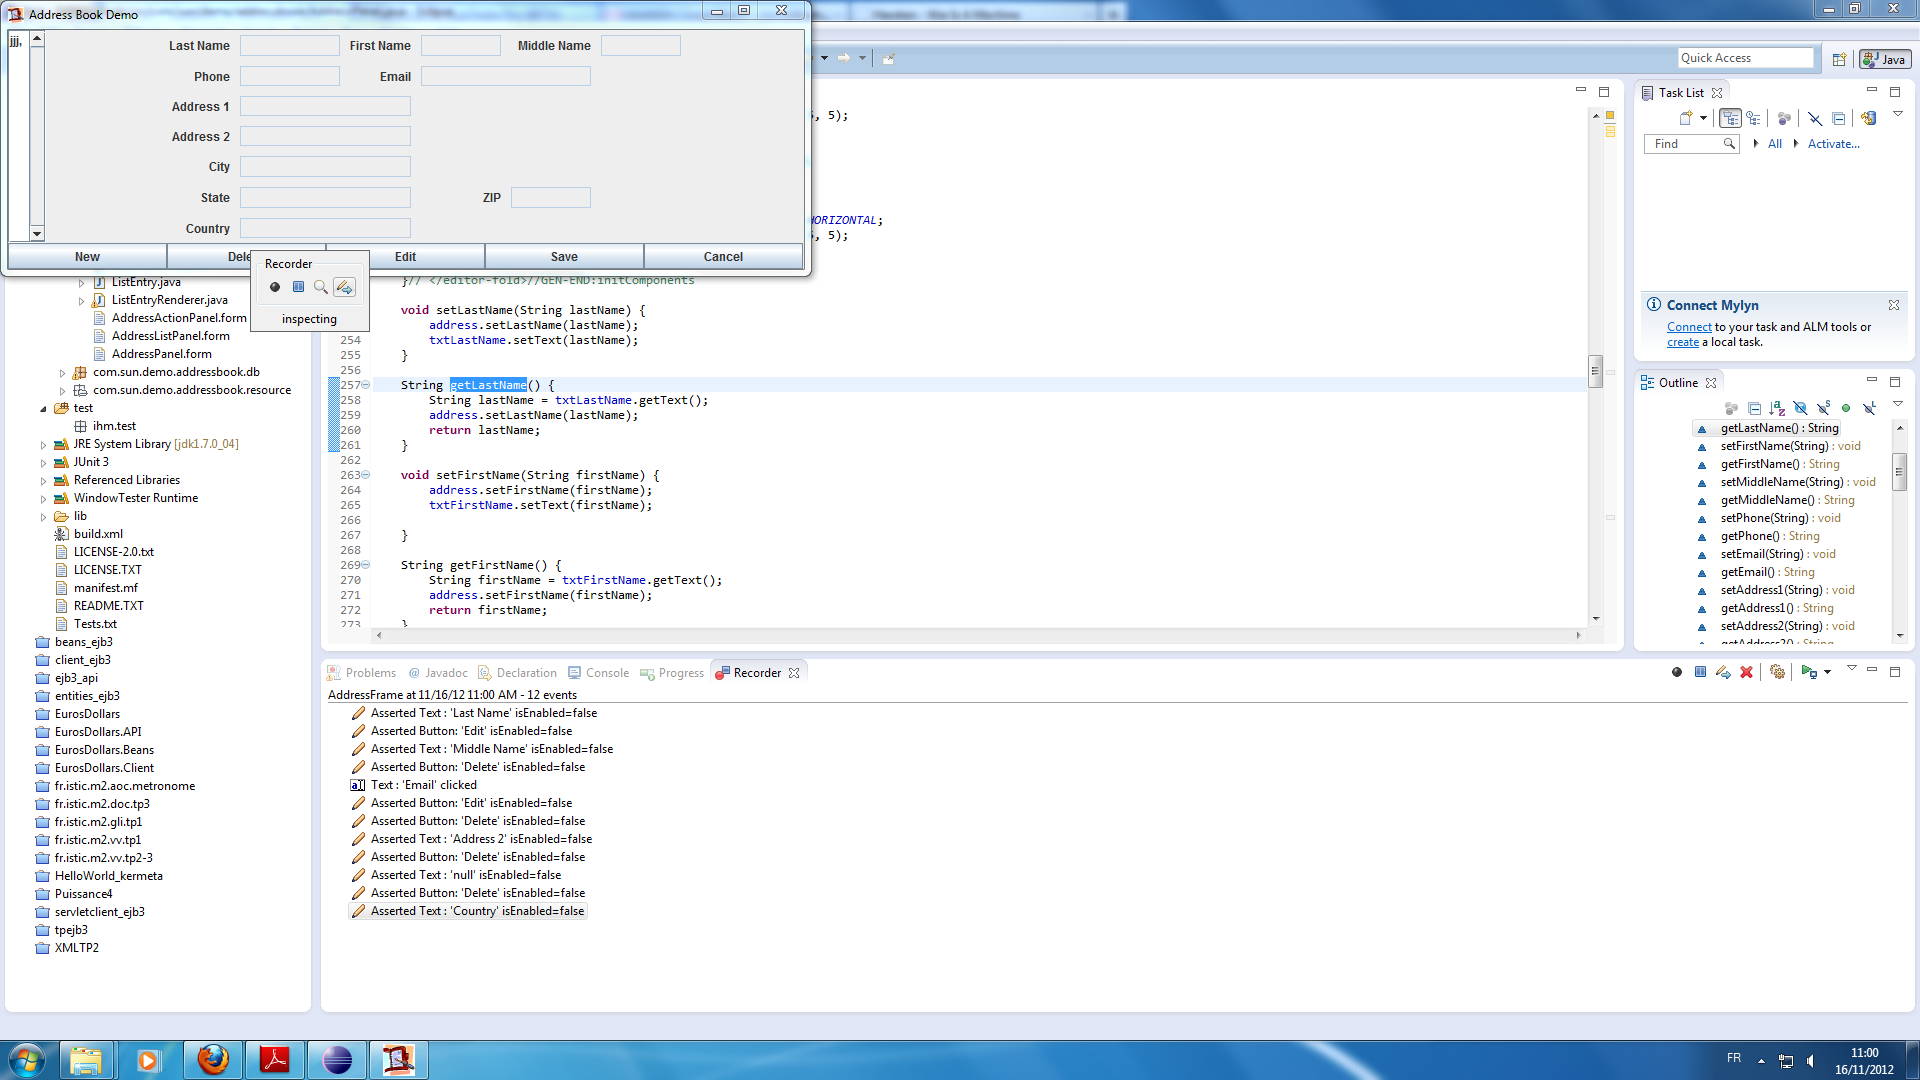 Address Book Demo
jjj,
Last Name
First Name
Middle Name
Phone
Email
Address 1
Address 2
City
State
ZIP
Country
New
Dele
Edit
Save
Cancel
Recorder
inspecting
Quick Access
Java
ListEntry.java
ListEntryRenderer.java
AddressActionPanel.form
AddressListPanel.form
AddressPanel.form
com.sun.demo.addressbook.db
com.sun.demo.addressbook.resource
test
ihm.test
JRE System Library [jdk1.7.0_04]
JUnit 3
Referenced Libraries
WindowTester Runtime
lib
build.xml
LICENSE-2.0.txt
LICENSE.TXT
manifest.mf
README.TXT
Tests.txt
beans_ejb3
client_ejb3
ejb3_api
entities_ejb3
EurosDollars
EurosDollars.API
EurosDollars.Beans
EurosDollars.Client
fr.istic.m2.aoc.metronome
fr.istic.m2.doc.tp3
fr.istic.m2.gli.tp1
fr.istic.m2.vv.tp1
fr.istic.m2.vv.tp2-3
HelloWorld_kermeta
Puissance4
servletclient_ejb3
tpejb3
XMLTP2
, 5);
HORIZONTAL;
, 5);
}// </editor-fold>//GEN-END:initComponents
void setLastName(String lastName) {
address.setLastName(lastName);
254 txtLastName.setText(lastName);
255 }
256
257 String getLastName() {
258 String lastName = txtLastName.getText();
259 address.setLastName(lastName);
260 return lastName;
261 }
262
263 void setFirstName(String firstName) {
264 address.setFirstName(firstName);
265 txtFirstName.setText(firstName);
266
267 }
268
269 String getFirstName() {
270 String firstName = txtFirstName.getText();
271 address.setFirstName(firstName);
272 return firstName;
273 }
Task List
Find
All
Activate...
Connect Mylyn
Connect to your task and ALM tools or
create a local task.
Outline
getLastName() : String
setFirstName(String) : void
getFirstName() : String
setMiddleName(String) : void
getMiddleName() : String
setPhone(String) : void
getPhone() : String
setEmail(String) : void
getEmail() : String
setAddress1(String) : void
getAddress1() : String
setAddress2(String) : void
getAddress2() : String
Problems
@ Javadoc
Declaration
Console
Progress
Recorder
AddressFrame at 11/16/12 11:00 AM - 12 events
Asserted Text : 'Last Name' isEnabled=false
Asserted Button: 'Edit' isEnabled=false
Asserted Text : 'Middle Name' isEnabled=false
Asserted Button: 'Delete' isEnabled=false
Text : 'Email' clicked
Asserted Button: 'Edit' isEnabled=false
Asserted Button: 'Delete' isEnabled=false
Asserted Text : 'Address 2' isEnabled=false
Asserted Button: 'Delete' isEnabled=false
Asserted Text : 'null' isEnabled=false
Asserted Button: 'Delete' isEnabled=false
Asserted Text : 'Country' isEnabled=false
FR
11:00
16/11/2012